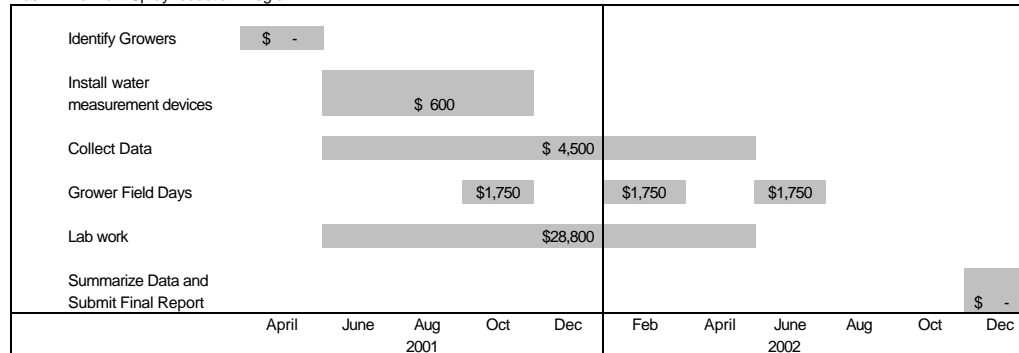 Identify Growers $ -
Install water
measurement devices $ 600
Collect Data $ 4,500
Grower Field Days $1,750 $1,750 $1,750
Lab work $28,800
Summarize Data and
Submit Final Report $ -
April June Aug Oct Dec Feb April June Aug Oct Dec
2001 2002